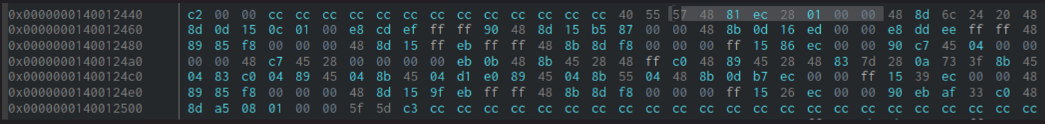 0x0000000140012440 c2 00 00 cc cc cc cc cc cc cc cc cc cc cc cc cc 40 55 57 48 81 ec 28 01 00 00 48 8d 6c 24 20 48
0x0000000140012460 8d 0d 15 0c 01 00 e8 cd ef ff ff 90 48 8d 15 b5 87 00 00 48 8b 0d 16 ed 00 00 e8 dd ee ff ff 48
0x0000000140012480 89 85 f8 00 00 00 48 8d 15 ff eb ff ff 48 8b 8d f8 00 00 00 ff 15 86 ec 00 00 90 c7 45 04 00 00
0x00000001400124a0 00 00 48 c7 45 28 00 00 00 00 eb 0b 48 8b 45 28 48 ff c0 48 89 45 28 48 83 7d 28 0a 73 3f 8b 45
0x00000001400124c0 04 83 c0 04 89 45 04 8b 45 04 d1 e0 89 45 04 8b 55 04 48 8b 0d b7 ec 00 00 ff 15 39 ec 00 00 48
0x00000001400124e0 89 85 f8 00 00 00 48 8d 15 9f eb ff ff 48 8b 8d f8 00 00 00 ff 15 26 ec 00 00 90 eb af 33 c0 48
0x0000000140012500 8d a5 08 01 00 00 5f 5d c3 cc cc cc cc cc cc cc cc cc cc cc cc cc cc cc cc cc cc cc cc cc cc cc